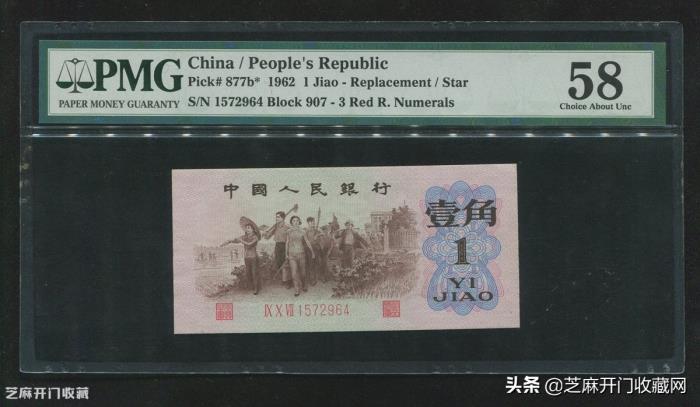 PMG
PAPER MONEY GUARANTY
China / People's Republic
Pick# 877b* 1962 1 Jiao - Replacement / Star
S/N 1572964 Block 907 - 3 Red R. Numerals
58
Choice About Unc
中國人民銀行
壹角
1
YI
JIAO
IX X VII 1572964
芝麻开门收藏
头条 @芝麻开门收藏网